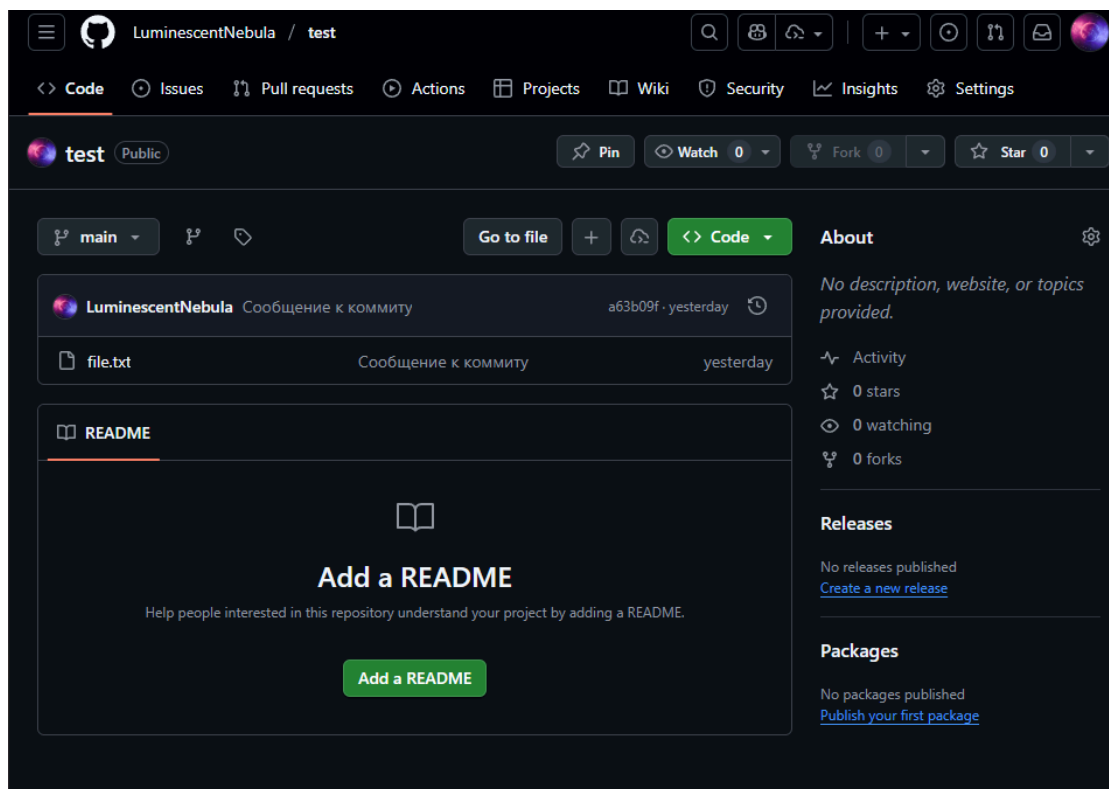 LuminescentNebula / test
Code Issues Pull requests Actions Projects Wiki Security Insights Settings
test Public Pin Watch 0 Fork 0 Star 0
main Go to file Code
LuminescentNebula Сообщение к коммиту a63b09f · yesterday
file.txt Сообщение к коммиту yesterday
README
Add a README
Help people interested in this repository understand your project by adding a README.
Add a README
About
No description, website, or topics
provided.
Activity
0 stars
0 watching
0 forks
Releases
No releases published
Create a new release
Packages
No packages published
Publish your first package